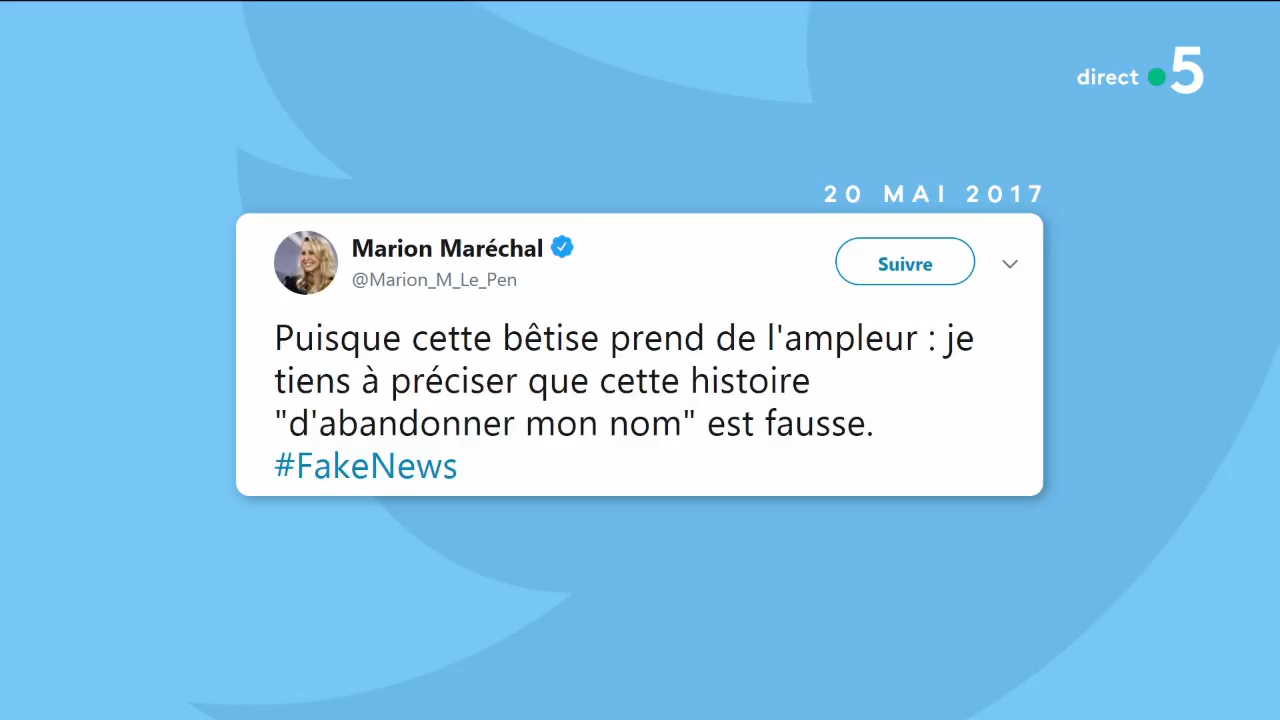 direct 5
20 MAI 2017
Marion Maréchal
@Marion_M_Le_Pen
Suivre
Puisque cette bêtise prend de l'ampleur : je
tiens à préciser que cette histoire
"d'abandonner mon nom" est fausse.
#FakeNews